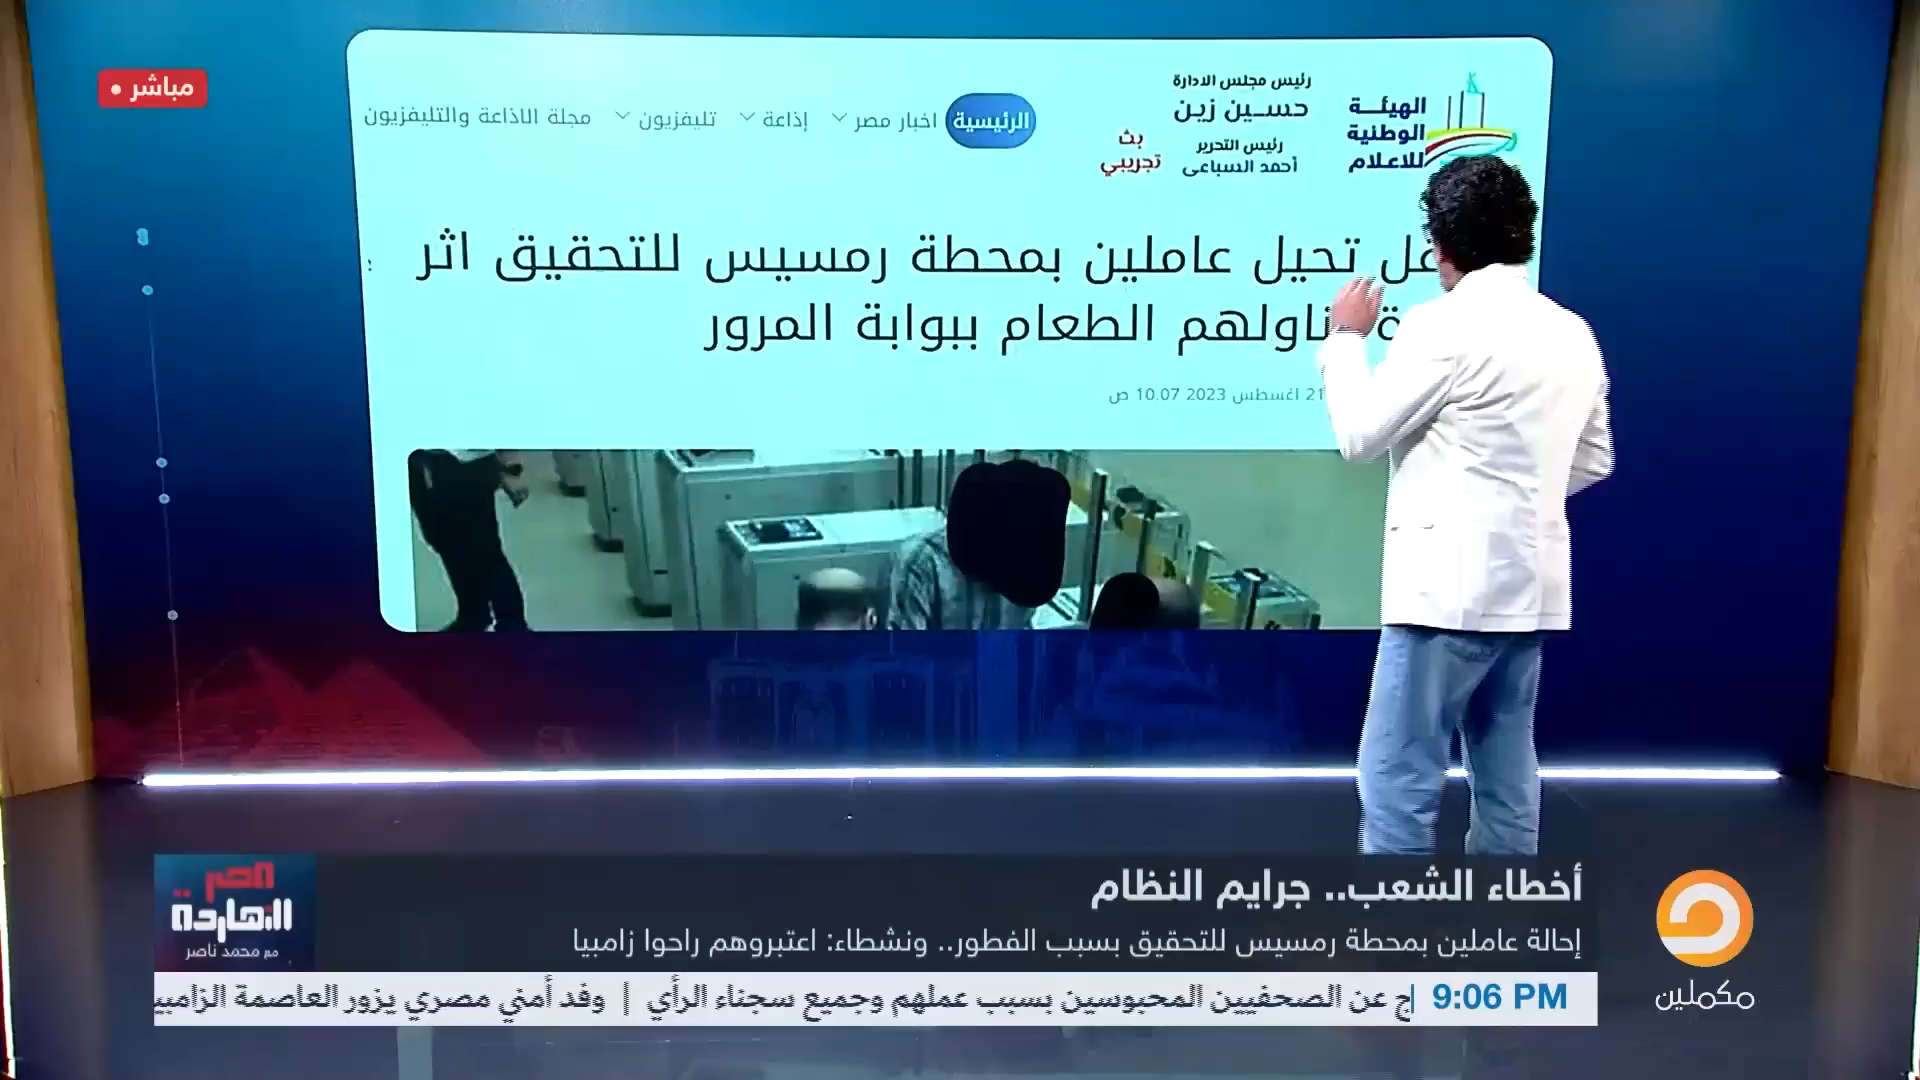 مباشر
رئيس مجلس الادارة
حسين زين
رئيس التحرير
أحمد السباعى
الهيئة
الوطنية
للاعلام
بث
تجريبي
الرئيسية
اخبار مصر
إذاعة
تليفزيون
مجلة الاذاعة والتليفزيون
تحيل عاملين بمحطة رمسيس للتحقيق اثر
الطعام ببوابة المرور
21 اغسطس 2023 10.07 ص
أخطاء الشعب.. جرايم النظام
إحالة عاملين بمحطة رمسيس للتحقيق بسبب الفطور.. ونشطاء: اعتبروهم راحوا زامبيا
9:06 PM
عن الصحفيين المحبوسين بسبب عملهم وجميع سجناء الرأي | وفد أمني مصري يزور العاصمة
مصر
النهاردة
مع محمد ناصر
مكملين